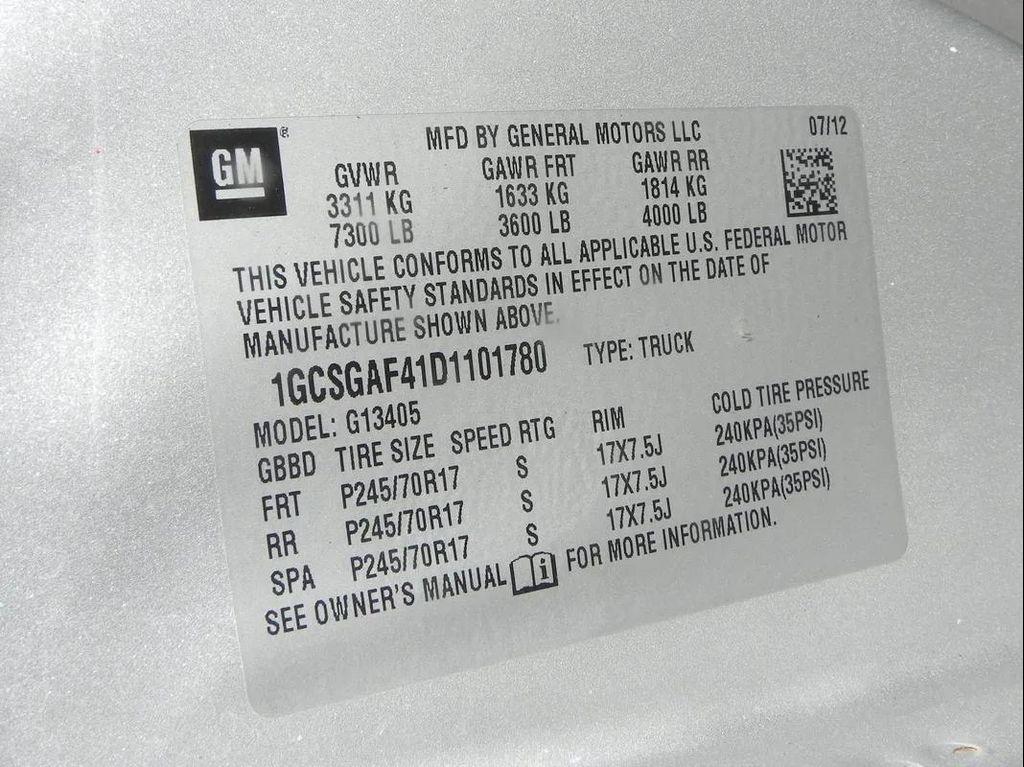 GM ®
MFD BY GENERAL MOTORS LLC 07/12
GVWR GAWR FRT GAWR RR
3311 KG 1633 KG 1814 KG
7300 LB 3600 LB 4000 LB
THIS VEHICLE CONFORMS TO ALL APPLICABLE U.S. FEDERAL MOTOR
VEHICLE SAFETY STANDARDS IN EFFECT ON THE DATE OF
MANUFACTURE SHOWN ABOVE.
1GCSGAF41D1101780 TYPE: TRUCK
MODEL: G13405
GBBD TIRE SIZE SPEED RTG RIM COLD TIRE PRESSURE
FRT P245/70R17 S 17X7.5J 240KPA(35PSI)
RR P245/70R17 S 17X7.5J 240KPA(35PSI)
SPA P245/70R17 S 17X7.5J 240KPA(35PSI)
SEE OWNER'S MANUAL i FOR MORE INFORMATION.